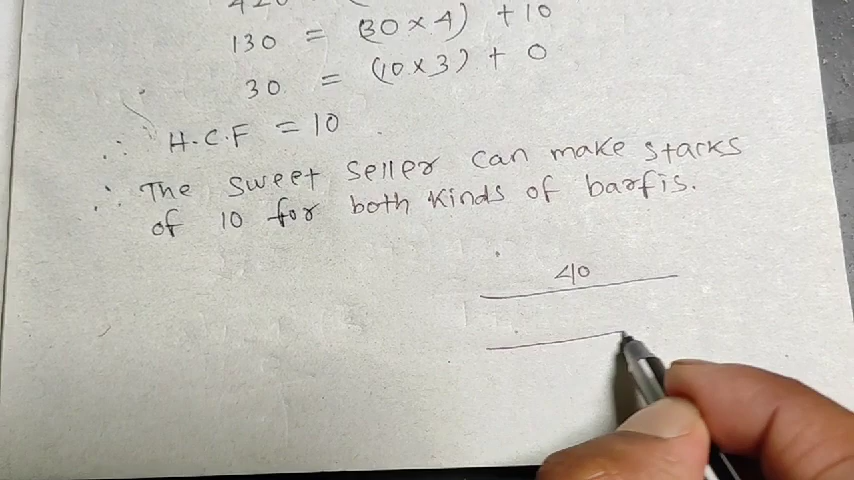 420
130 = (30 × 4) + 10
30 = (10 × 3) + 0
∴ H.C.F = 10
∴ The sweet seller can make stacks
of 10 for both kinds of barfis.
40